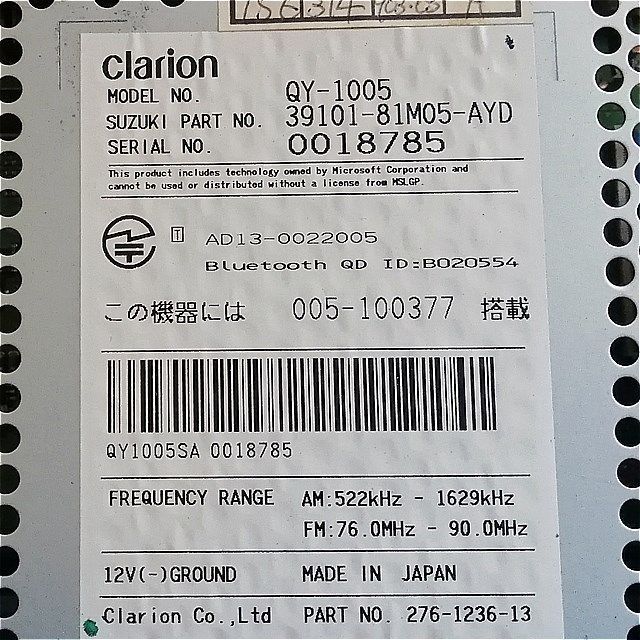 clarion
MODEL NO. QY-1005
SUZUKI PART NO. 39101-81M05-AYD
SERIAL NO. 0018785
This product includes technology owned by Microsoft Corporation and
cannot be used or distributed without a license from MSLGP.
T AD13-0022005
Bluetooth QD ID:B020554
この機器には 005-100377 搭載
QY1005SA 0018785
FREQUENCY RANGE AM:522kHz - 1629kHz
FM:76.0MHz - 90.0MHz
12V(-)GROUND MADE IN JAPAN
Clarion Co.,Ltd PART NO. 276-1236-13